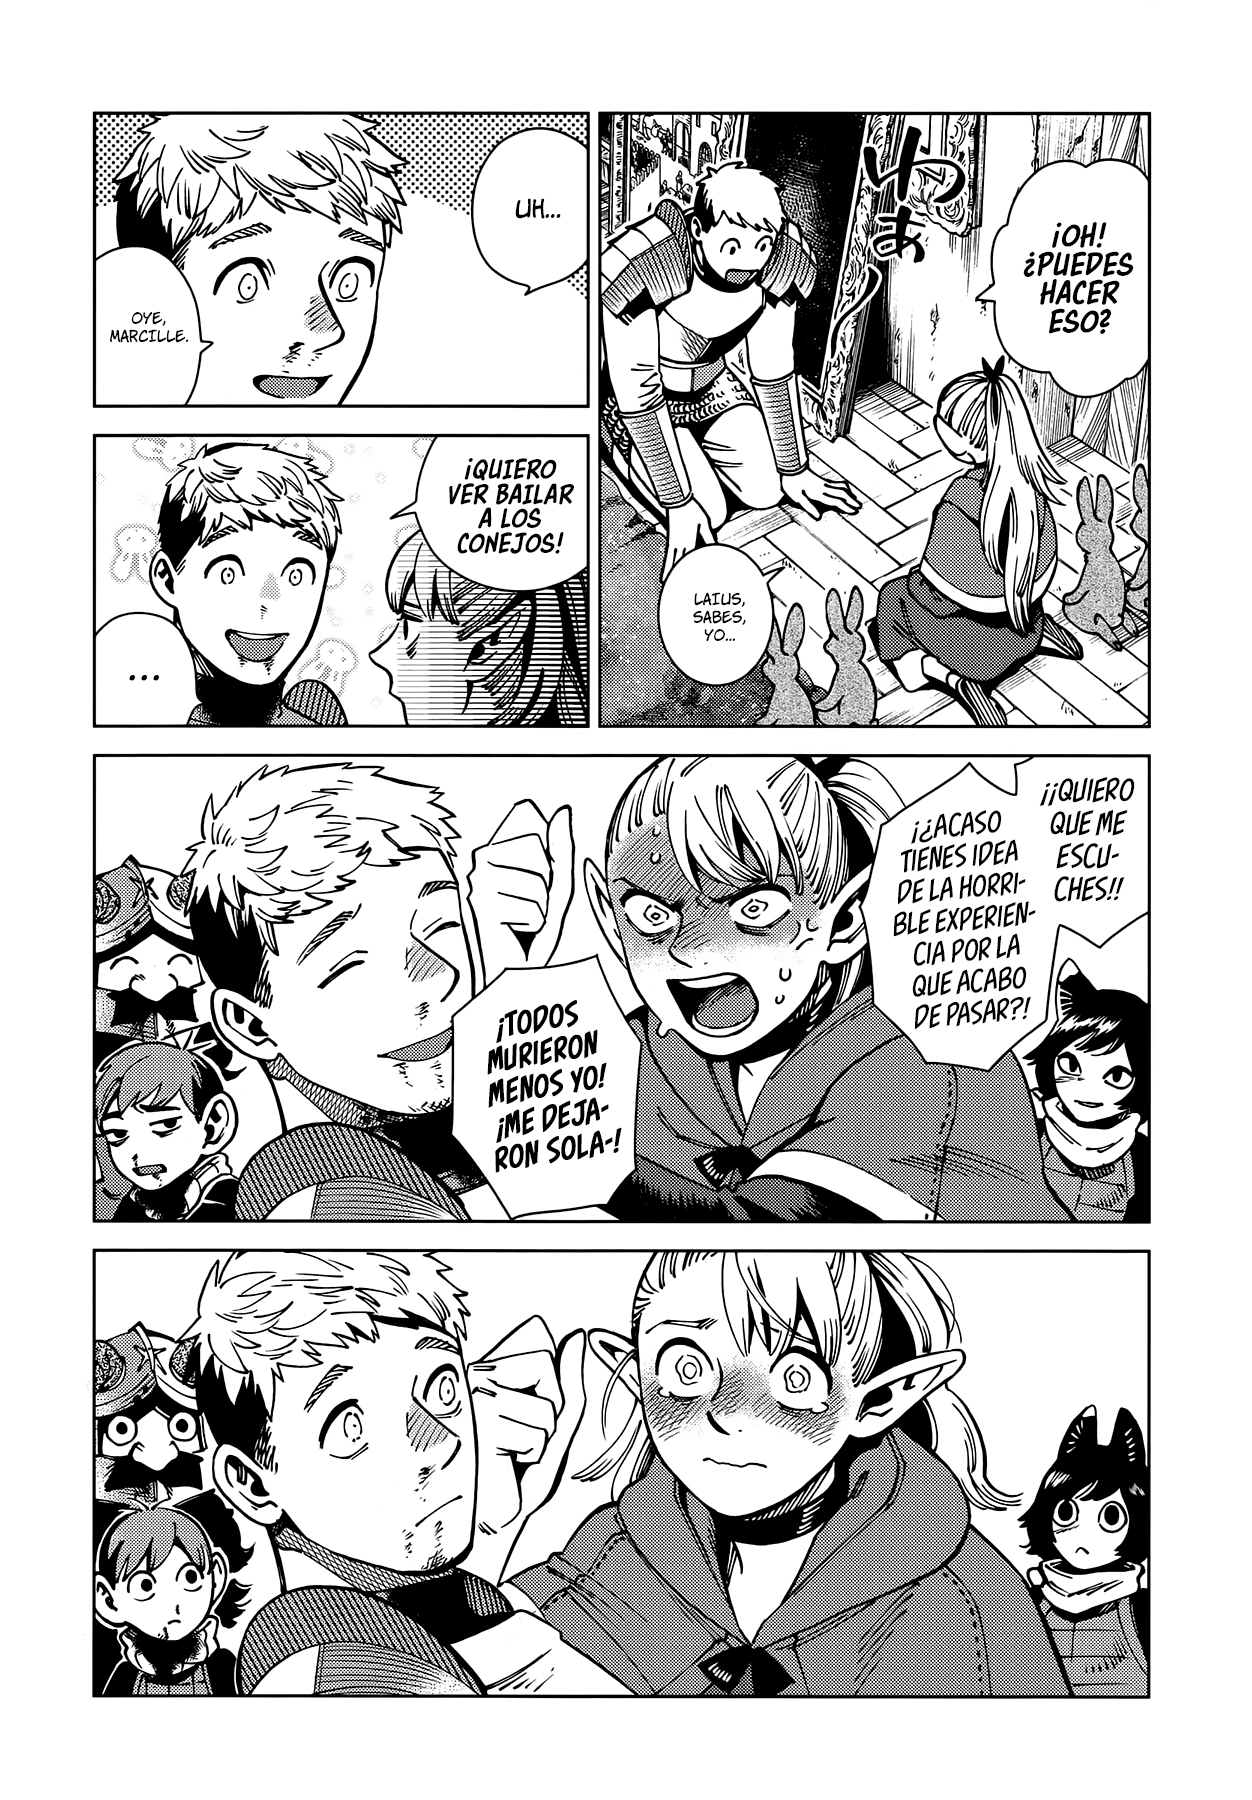 ¡OH!
¿PUEDES
HACER
ESO?
LAIUS,
SABES,
YO...
UH...
OYE,
MARCILLE.
¡QUIERO
VER BAILAR
A LOS
CONEJOS!
...
¡¡QUIERO
QUE ME
ESCU-
CHES!!
¡¿ACASO
TIENES IDEA
DE LA HORRI-
BLE EXPERIEN-
CIA POR LA
QUE ACABO
DE PASAR?!
¡TODOS
MURIERON
MENOS YO!
¡ME DEJA-
RON SOLA-!